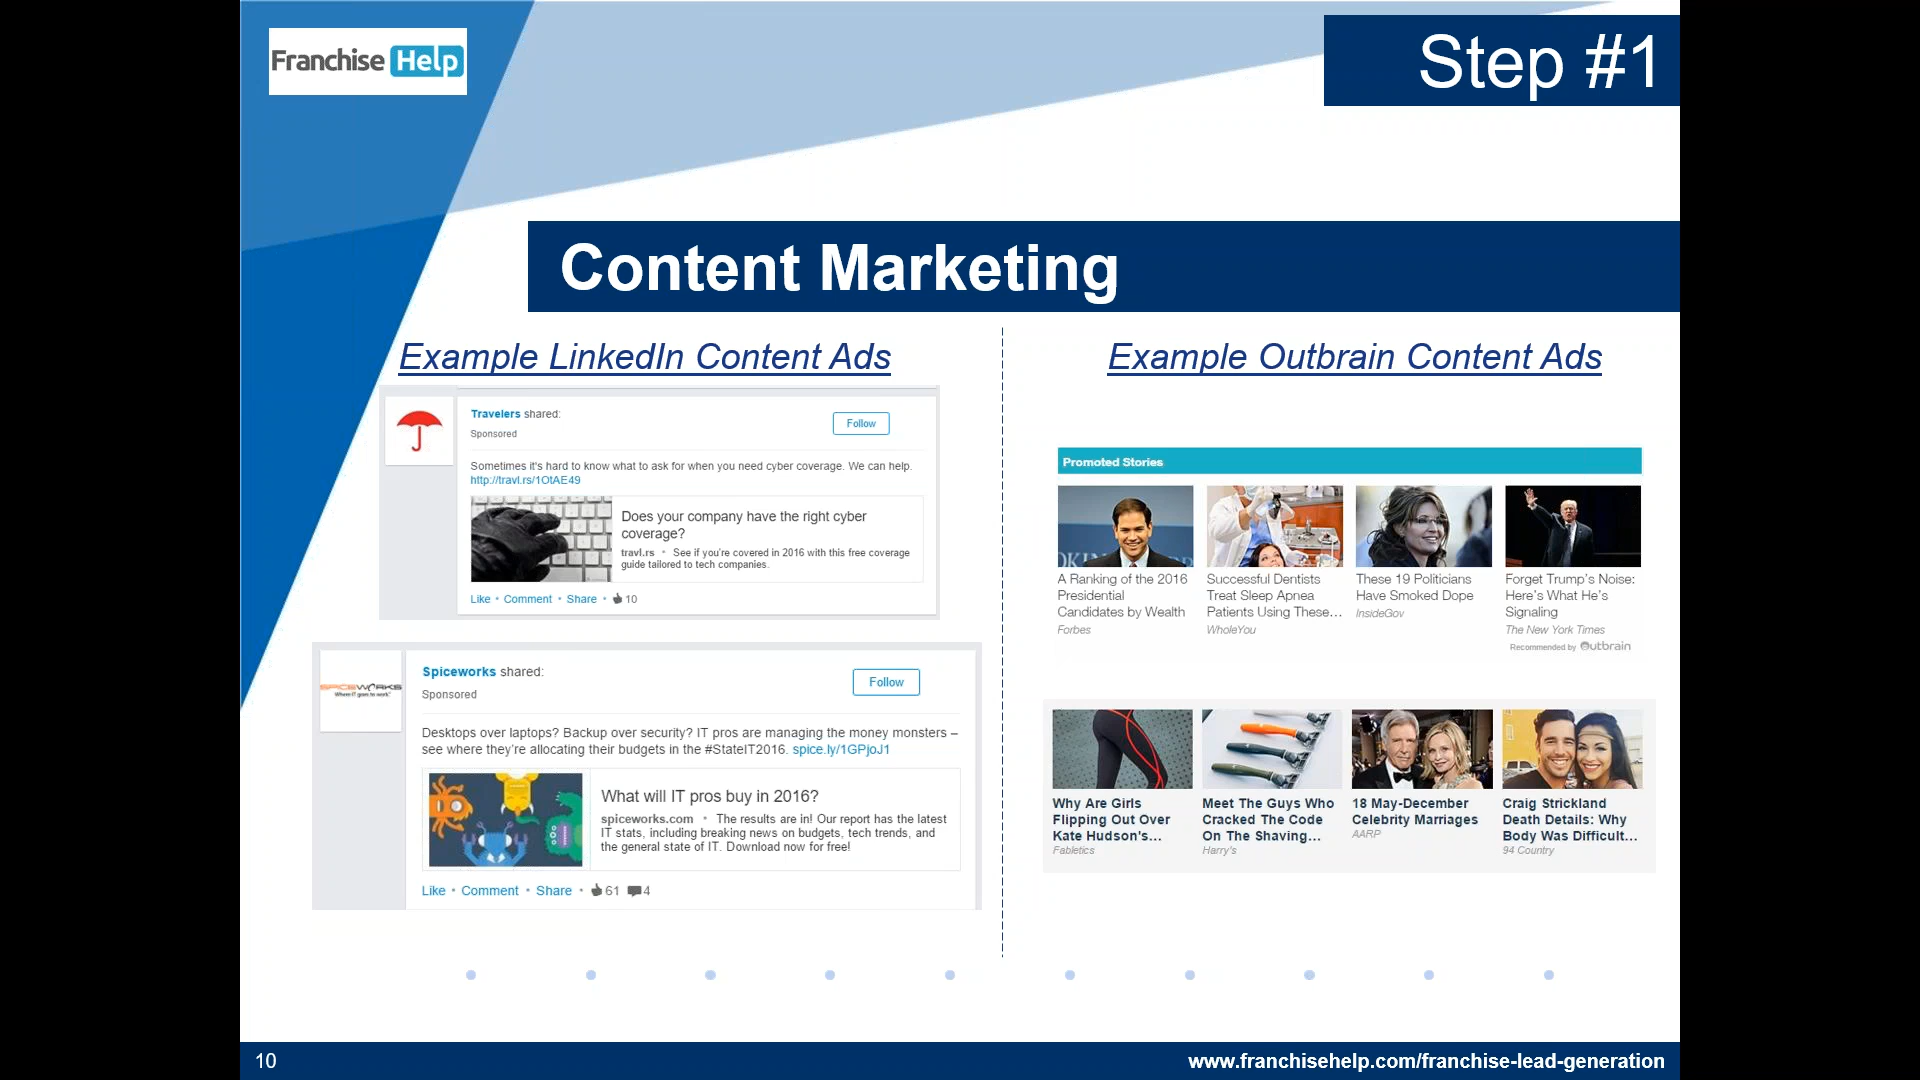 Franchise Help
Step #1
Content Marketing
Example LinkedIn Content Ads
Travelers shared:
Sponsored
Follow
Sometimes it's hard to know what to ask for when you need cyber coverage. We can help.
http://travl.rs/1OtAE49
Does your company have the right cyber
coverage?
travl.rs • See if you're covered in 2016 with this free coverage
guide tailored to tech companies.
Like • Comment • Share • 10
SPICEWORKS
Where IT goes to work.
Spiceworks shared:
Sponsored
Follow
Desktops over laptops? Backup over security? IT pros are managing the money monsters –
see where they're allocating their budgets in the #StateIT2016. spice.ly/1GPjoJ1
What will IT pros buy in 2016?
spiceworks.com • The results are in! Our report has the latest
IT stats, including breaking news on budgets, tech trends, and
the general state of IT. Download now for free!
Like • Comment • Share • 61 4
Example Outbrain Content Ads
Promoted Stories
A Ranking of the 2016
Presidential
Candidates by Wealth
Forbes
Successful Dentists
Treat Sleep Apnea
Patients Using These…
WholeYou
These 19 Politicians
Have Smoked Dope
InsideGov
Forget Trump's Noise:
Here's What He's
Signaling
The New York Times
Recommended by Outbrain
Why Are Girls
Flipping Out Over
Kate Hudson's…
Fabletics
Meet The Guys Who
Cracked The Code
On The Shaving…
Harry's
18 May-December
Celebrity Marriages
AARP
Craig Strickland
Death Details: Why
Body Was Difficult…
94 Country
10
www.franchisehelp.com/franchise-lead-generation